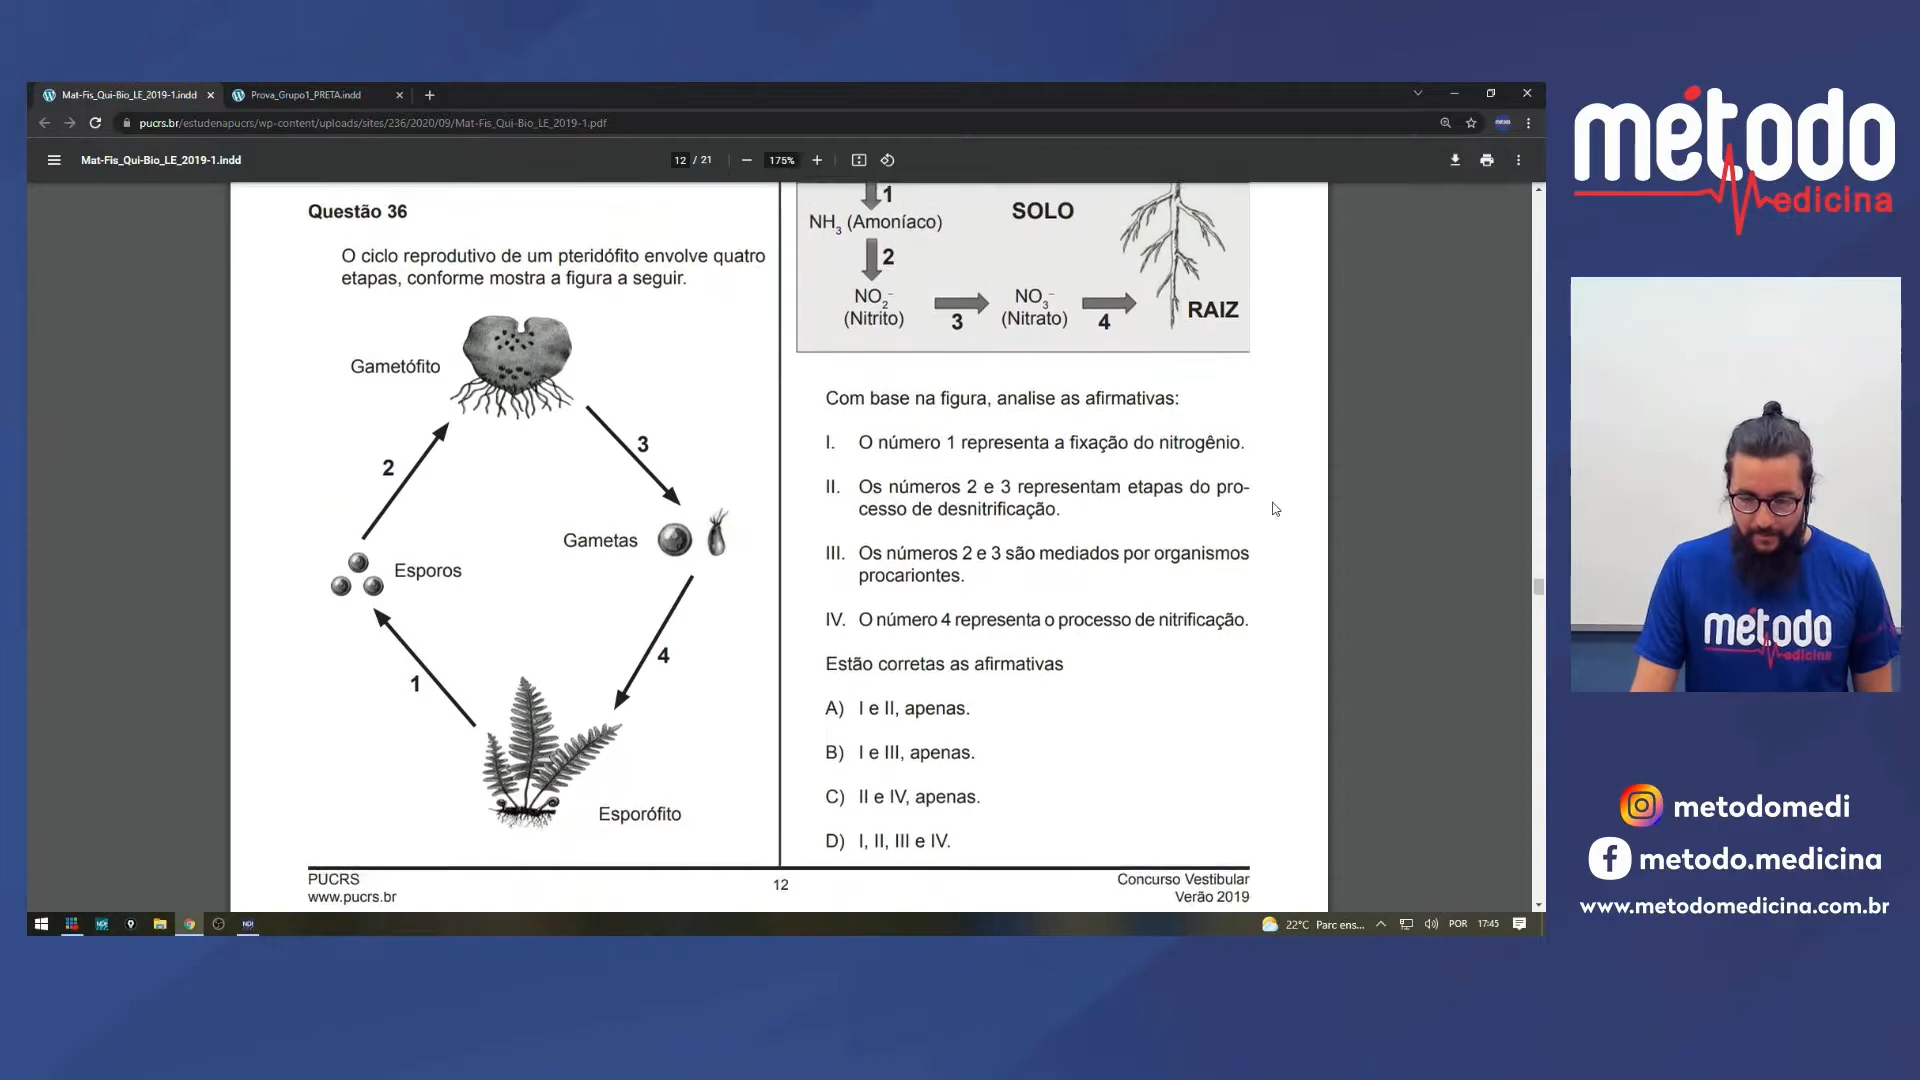 Mat-Fis_Qui-Bio_LE_2019-1.indd
Prova_Grupo1_PRETA.indd
pucrs.br/estudenapucrs/wp-content/uploads/sites/236/2020/09/Mat-Fis_Qui-Bio_LE_2019-1.pdf
Mat-Fis_Qui-Bio_LE_2019-1.indd
12 / 21
175%
Questão 36
O ciclo reprodutivo de um pteridófito envolve quatro
etapas, conforme mostra a figura a seguir.
Gametófito
2
3
Gametas
Esporos
1
4
Esporófito
1
NH₃ (Amoníaco)
SOLO
2
NO₂⁻
(Nitrito)
3
NO₃⁻
(Nitrato)
4
RAIZ
Com base na figura, analise as afirmativas:
I. O número 1 representa a fixação do nitrogênio.
II. Os números 2 e 3 representam etapas do pro-
cesso de desnitrificação.
III. Os números 2 e 3 são mediados por organismos
procariontes.
IV. O número 4 representa o processo de nitrificação.
Estão corretas as afirmativas
A) I e II, apenas.
B) I e III, apenas.
C) II e IV, apenas.
D) I, II, III e IV.
PUCRS
www.pucrs.br
12
Concurso Vestibular
Verão 2019
22°C Parc ens...
POR
17:45
método
medicina
método
medicina
metodomedi
metodo.medicina
www.metodomedicina.com.br